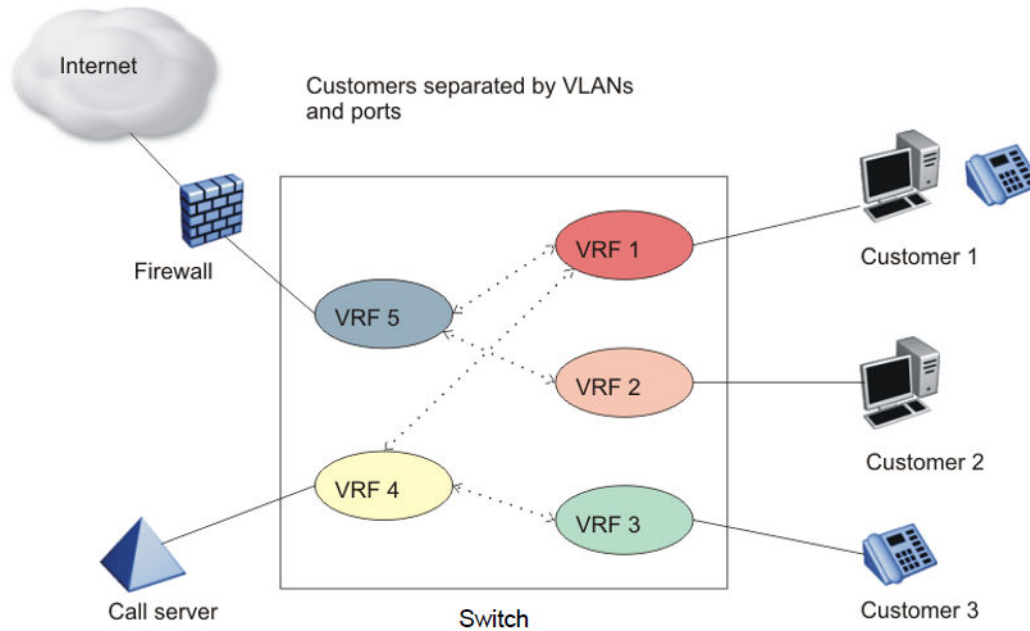 Internet
Customers separated by VLANs
and ports
Firewall
VRF 1
Customer 1
VRF 5
VRF 2
Customer 2
VRF 4
VRF 3
Call server
Customer 3
Switch